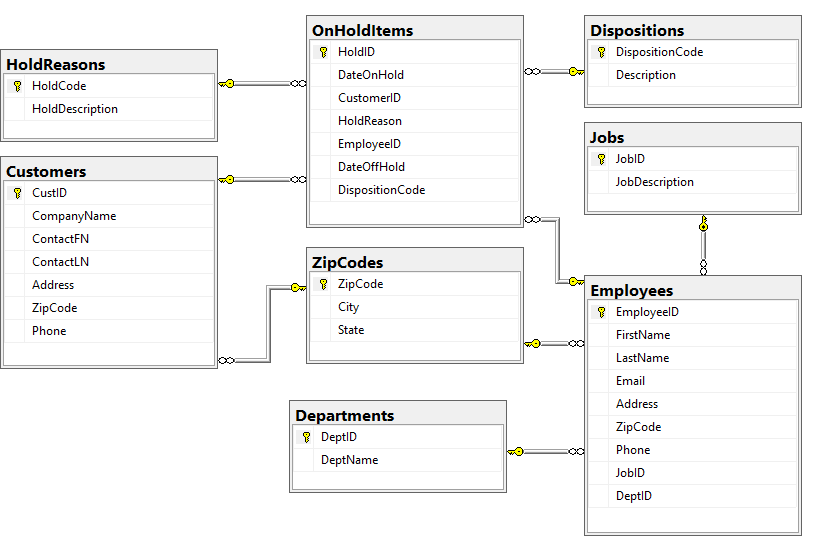 HoldReasons
HoldCode
HoldDescription
Customers
CustID
CompanyName
ContactFN
ContactLN
Address
ZipCode
Phone
OnHoldItems
HoldID
DateOnHold
CustomerID
HoldReason
EmployeeID
DateOffHold
DispositionCode
ZipCodes
ZipCode
City
State
Departments
DeptID
DeptName
Dispositions
DispositionCode
Description
Jobs
JobID
JobDescription
Employees
EmployeeID
FirstName
LastName
Email
Address
ZipCode
Phone
JobID
DeptID